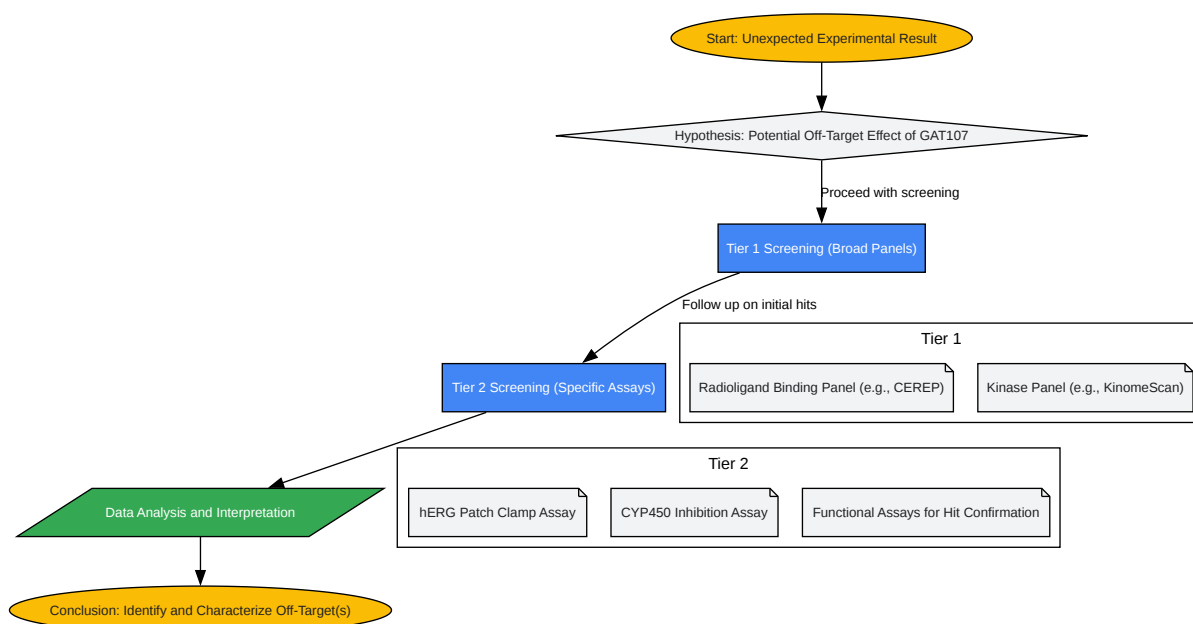 Start: Unexpected Experimental Result
Hypothesis: Potential Off-Target Effect of GAT107
Proceed with screening
Tier 1 Screening (Broad Panels)
Follow up on initial hits
Tier 1
Tier 2 Screening (Specific Assays)
Radioligand Binding Panel (e.g., CEREP)
Kinase Panel (e.g., KinomeScan)
Tier 2
Data Analysis and Interpretation
hERG Patch Clamp Assay
CYP450 Inhibition Assay
Functional Assays for Hit Confirmation
Conclusion: Identify and Characterize Off-Target(s)